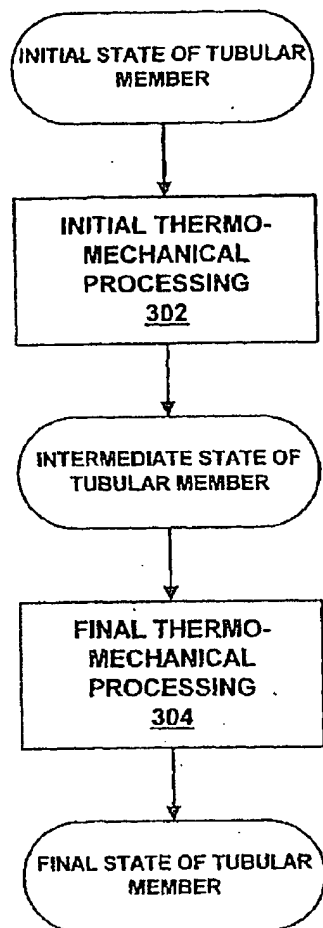 INITIAL STATE OF TUBULAR
MEMBER
INITIAL THERMO-
MECHANICAL
PROCESSING
302
INTERMEDIATE STATE OF
TUBULAR MEMBER
FINAL THERMO-
MECHANICAL
PROCESSING
304
FINAL STATE OF TUBULAR
MEMBER